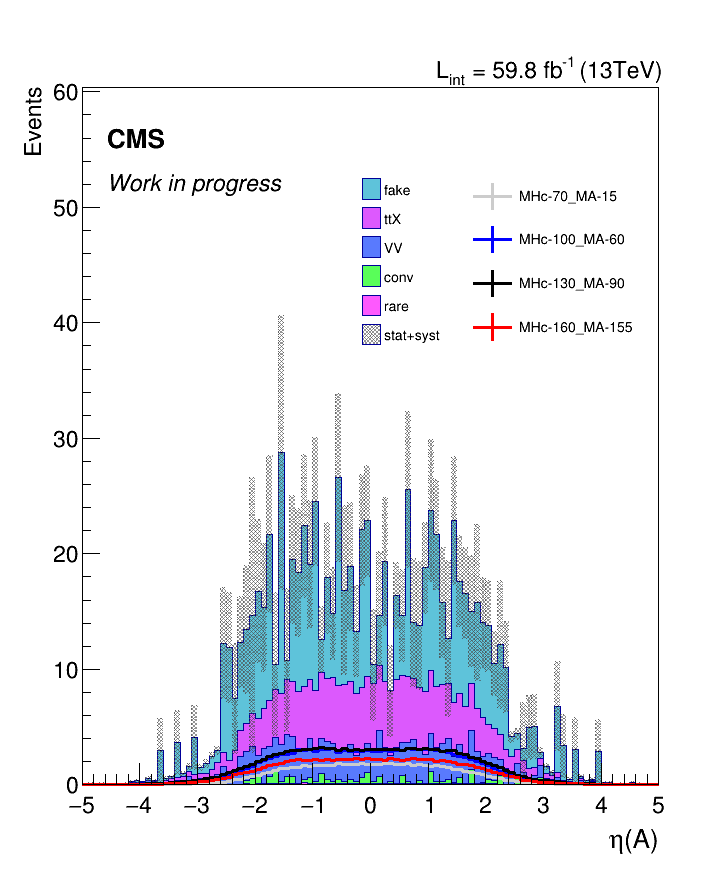 L_int = 59.8 fb^-1 (13TeV)
Events
60
50
40
30
20
10
0
CMS
Work in progress
fake
ttX
VV
conv
rare
stat+syst
MHc-70_MA-15
MHc-100_MA-60
MHc-130_MA-90
MHc-160_MA-155
−5 −4 −3 −2 −1 0 1 2 3 4 5
η(A)